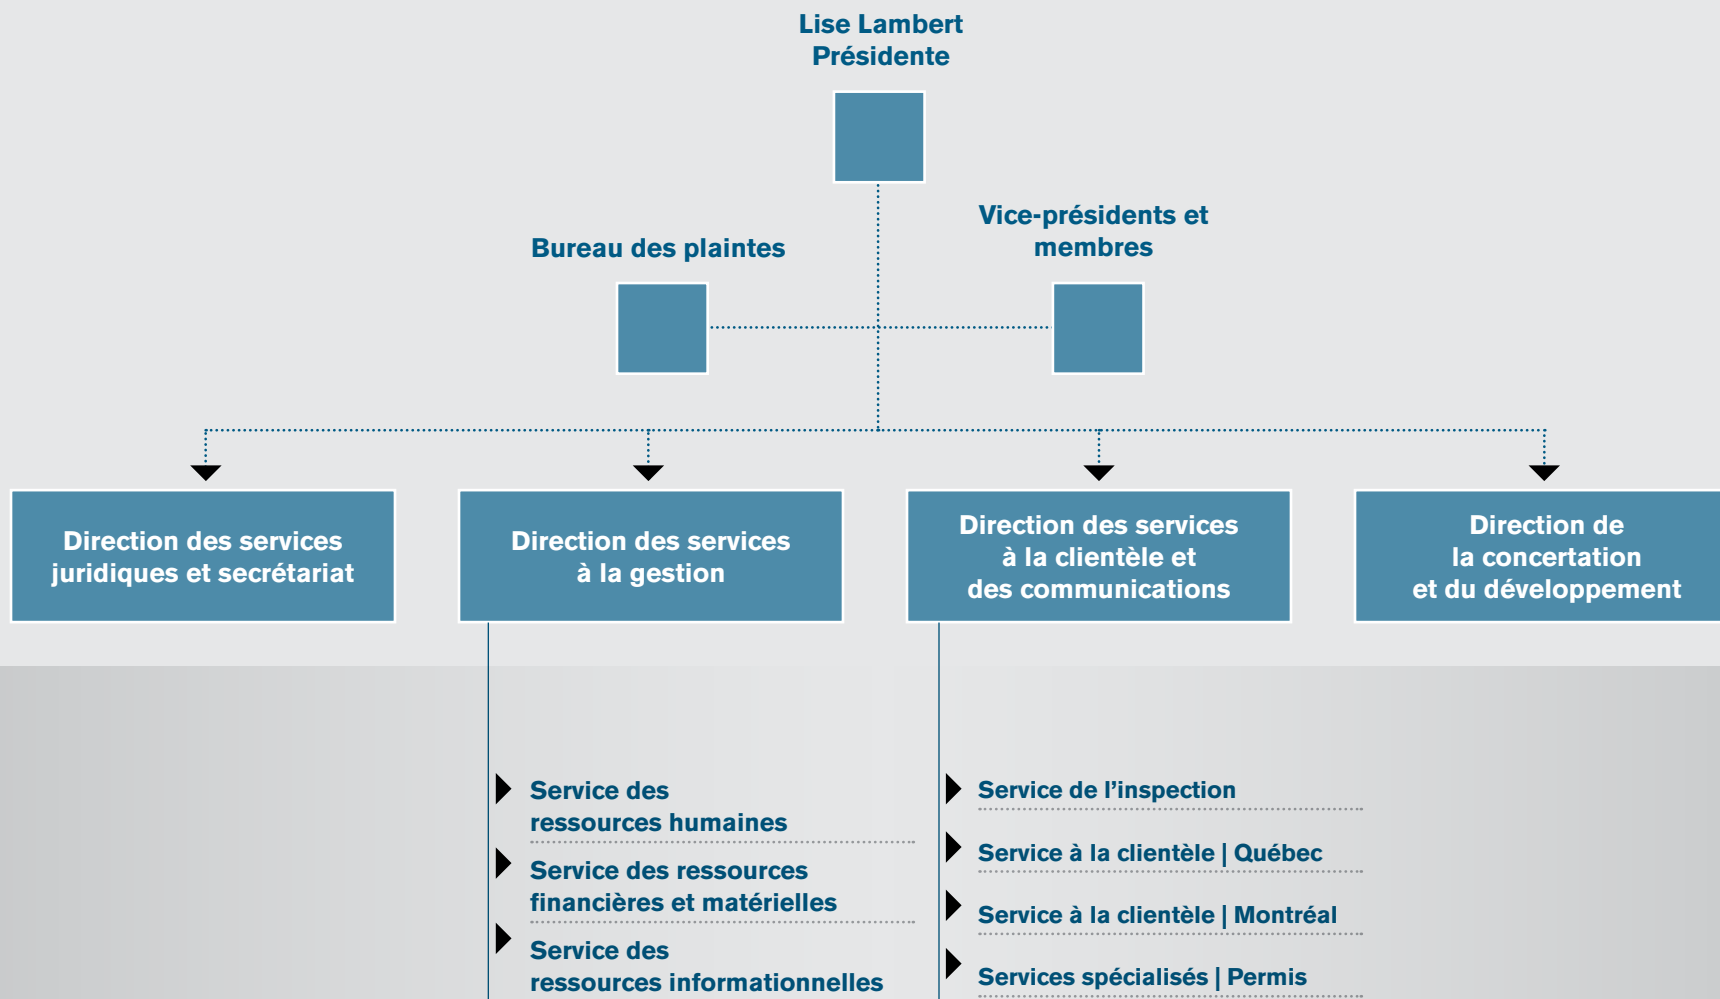 Lise Lambert
Présidente
Bureau des plaintes
Vice-présidents et
membres
Direction des services
juridiques et secrétariat
Direction des services
à la gestion
Direction des services
à la clientèle et
des communications
Direction de
la concertation
et du développement
Service des
ressources humaines
Service des ressources
financières et matérielles
Service des
ressources informationnelles
Service de l’inspection
Service à la clientèle | Québec
Service à la clientèle | Montréal
Services spécialisés | Permis